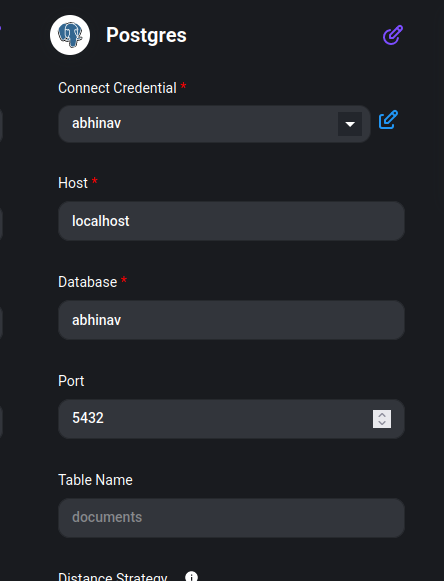 Postgres
Connect Credential *
abhinav
Host *
localhost
Database *
abhinav
Port
5432
Table Name
documents
Distance Strategy